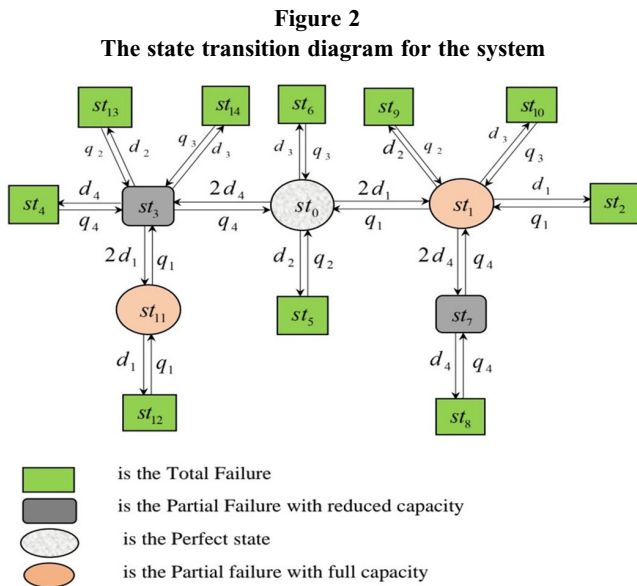 Figure 2
The state transition diagram for the system
st₁₃ st₁₄ st₆ st₉ st₁₀
q₂ d₂ q₃ d₃ d₃ q₃ d₂ q₂ d₃ q₃
st₄ d₄ q₄ st₃ 2d₄ q₄ st₀ 2d₁ q₁ st₁ d₁ q₁ st₂
2d₁ q₁ d₂ q₂ 2d₄ q₄
st₁₁ st₅ st₇
d₁ q₁ d₄ q₄
st₁₂ st₈
is the Total Failure
is the Partial Failure with reduced capacity
is the Perfect state
is the Partial failure with full capacity